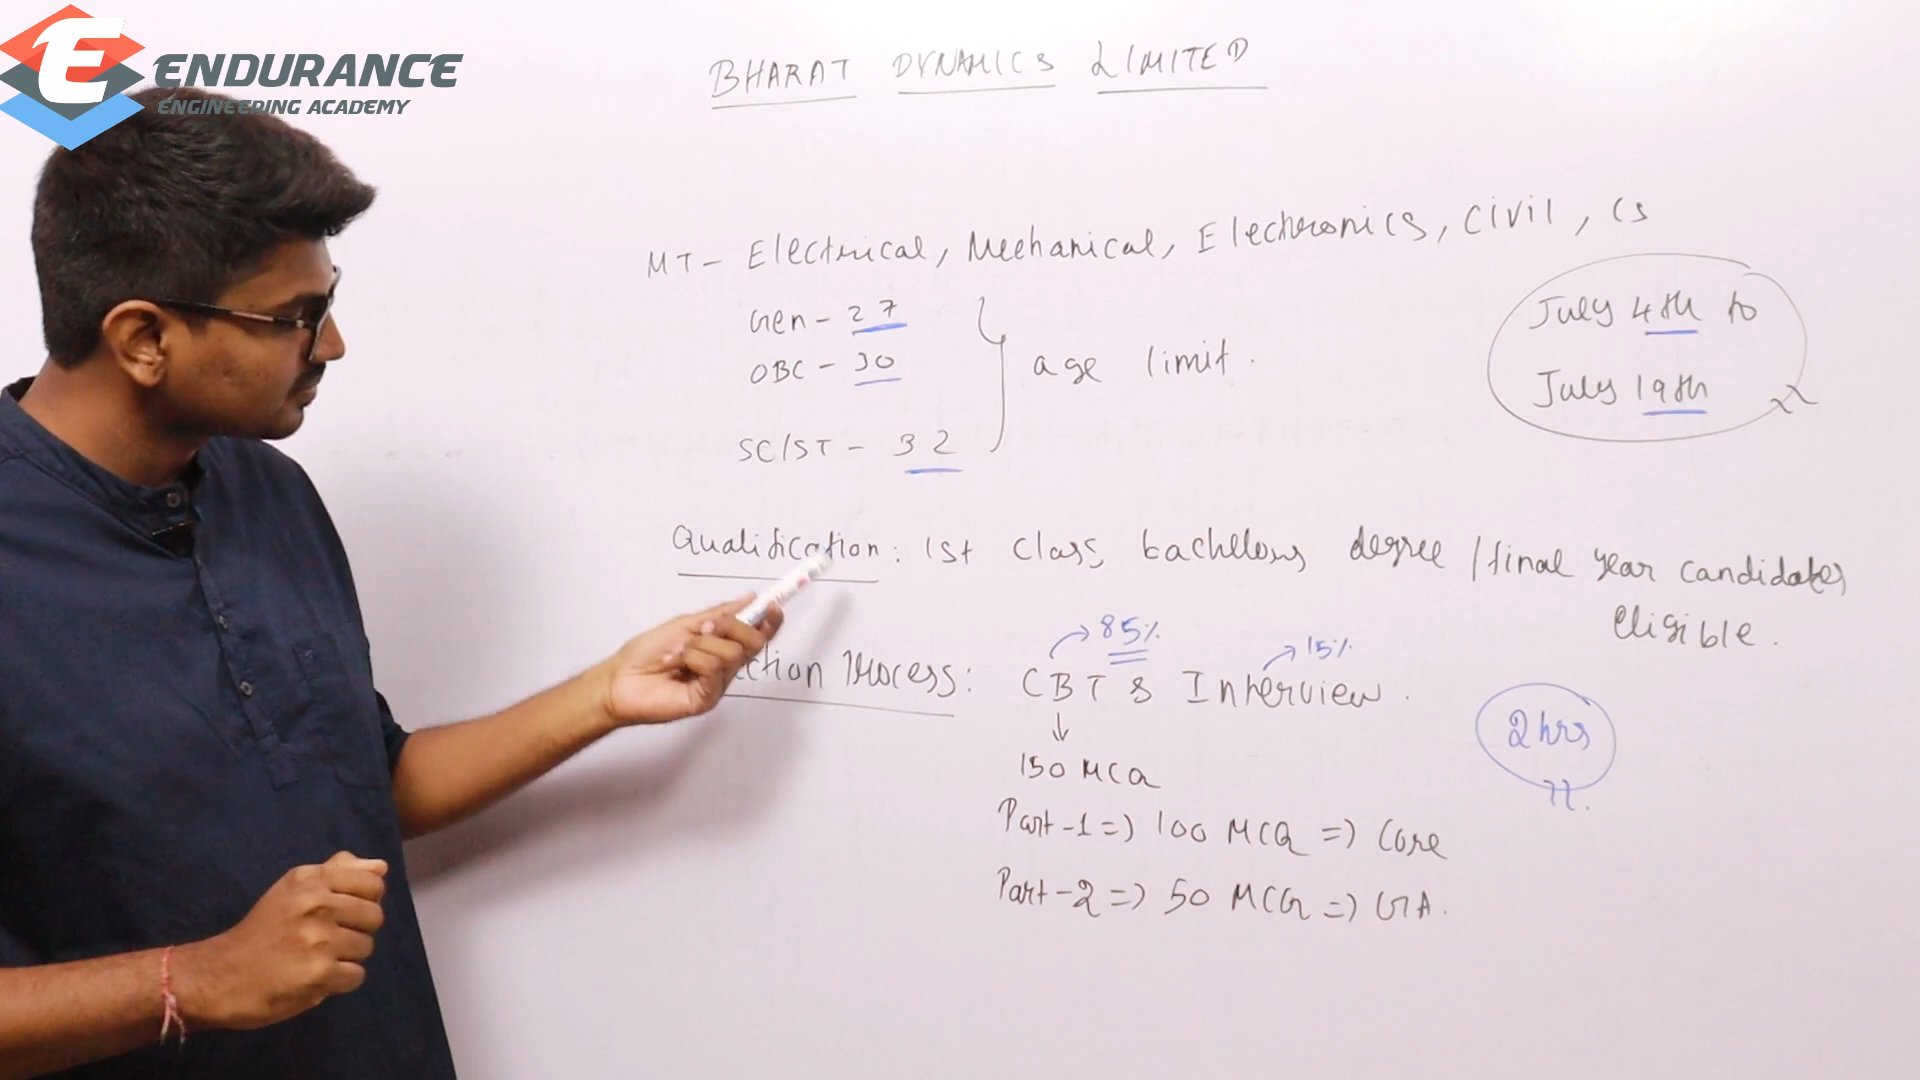 ENDURANCE
ENGINEERING ACADEMY
BHARAT DYNAMICS LIMITED
MT - Electrical, Mechanical, Electronics, Civil, CS
Gen - 27
OBC - 30
SC/ST - 32
age limit.
July 4th to
July 19th
Qualification: 1st Class bachelors degree / final year candidates
eligible.
ction Process: CBT & Interview.
85%
15%
150 MCQ
2 hrs
Part-1 => 100 MCQ => Core
Part-2 => 50 MCQ => GA.